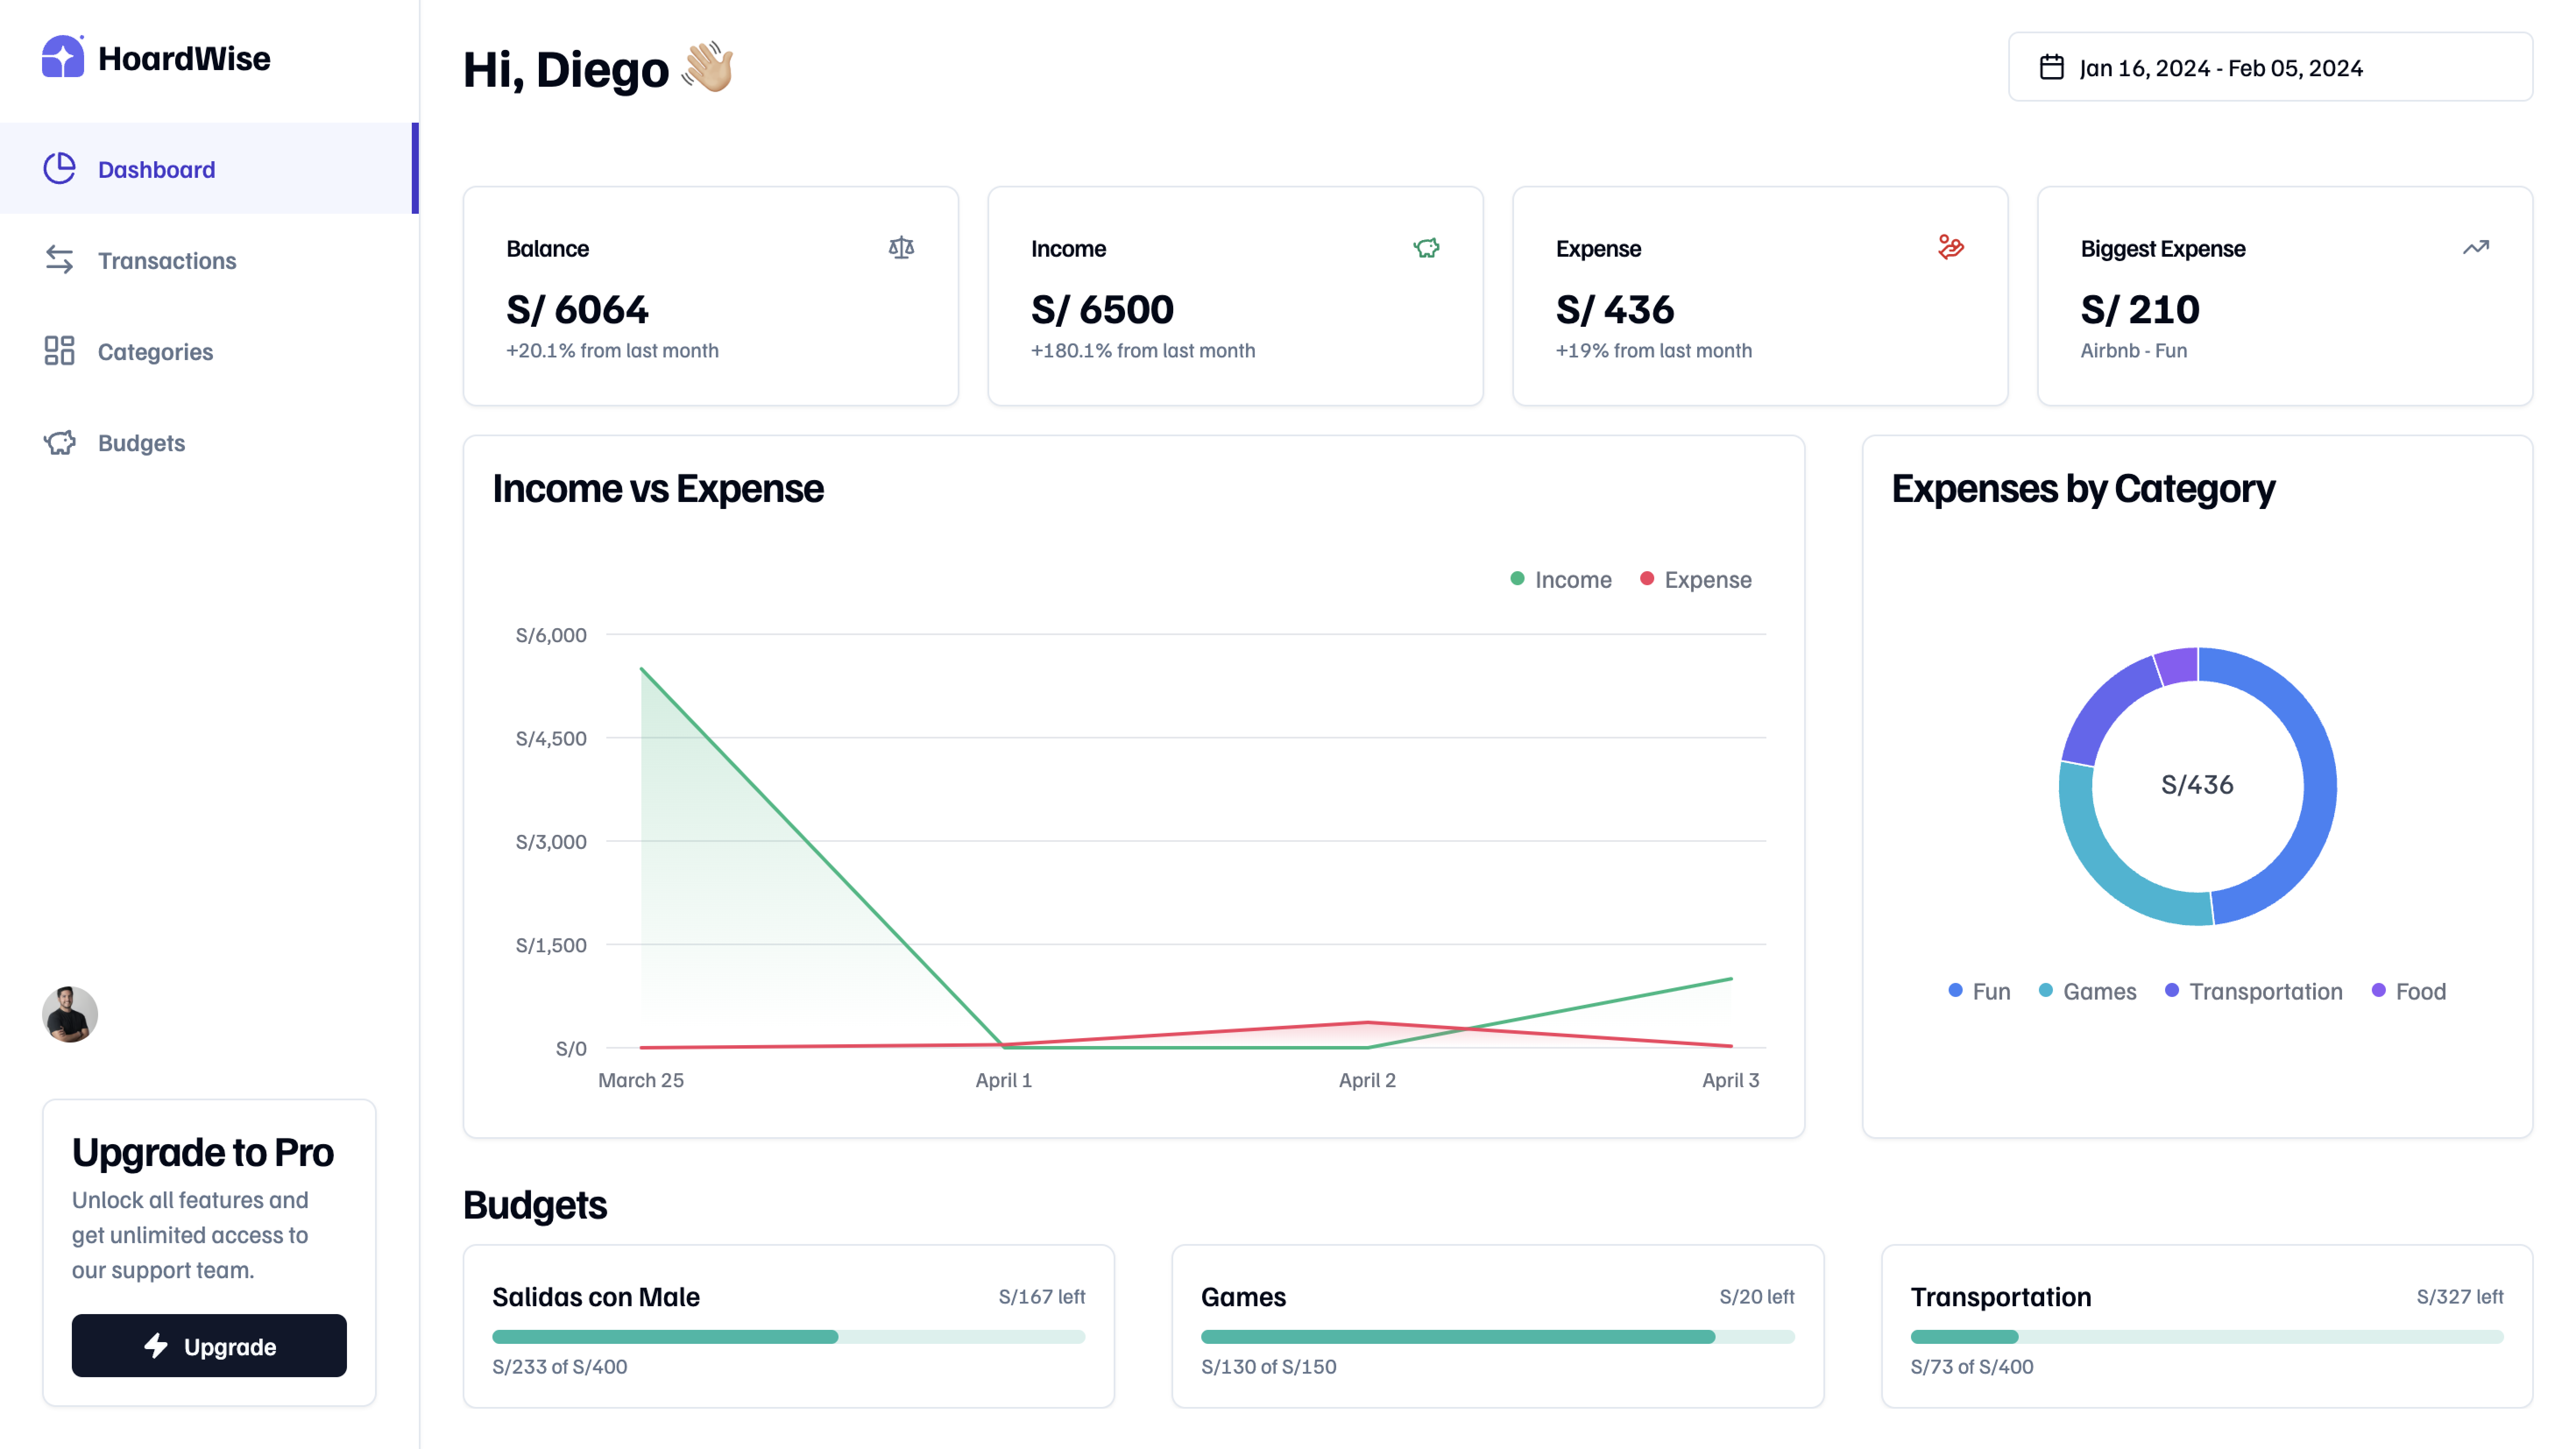 HoardWise
Dashboard
Transactions
Categories
Budgets
Upgrade to Pro
Unlock all features and
get unlimited access to
our support team.
Upgrade
Hi, Diego 👋🏼
Jan 16, 2024 - Feb 05, 2024
Balance
S/ 6064
+20.1% from last month
Income
S/ 6500
+180.1% from last month
Expense
S/ 436
+19% from last month
Biggest Expense
S/ 210
Airbnb - Fun
Income vs Expense
Income Expense
S/6,000
S/4,500
S/3,000
S/1,500
S/0
March 25 April 1 April 2 April 3
Expenses by Category
S/436
Fun Games Transportation Food
Budgets
Salidas con Male S/167 left
S/233 of S/400
Games S/20 left
S/130 of S/150
Transportation S/327 left
S/73 of S/400